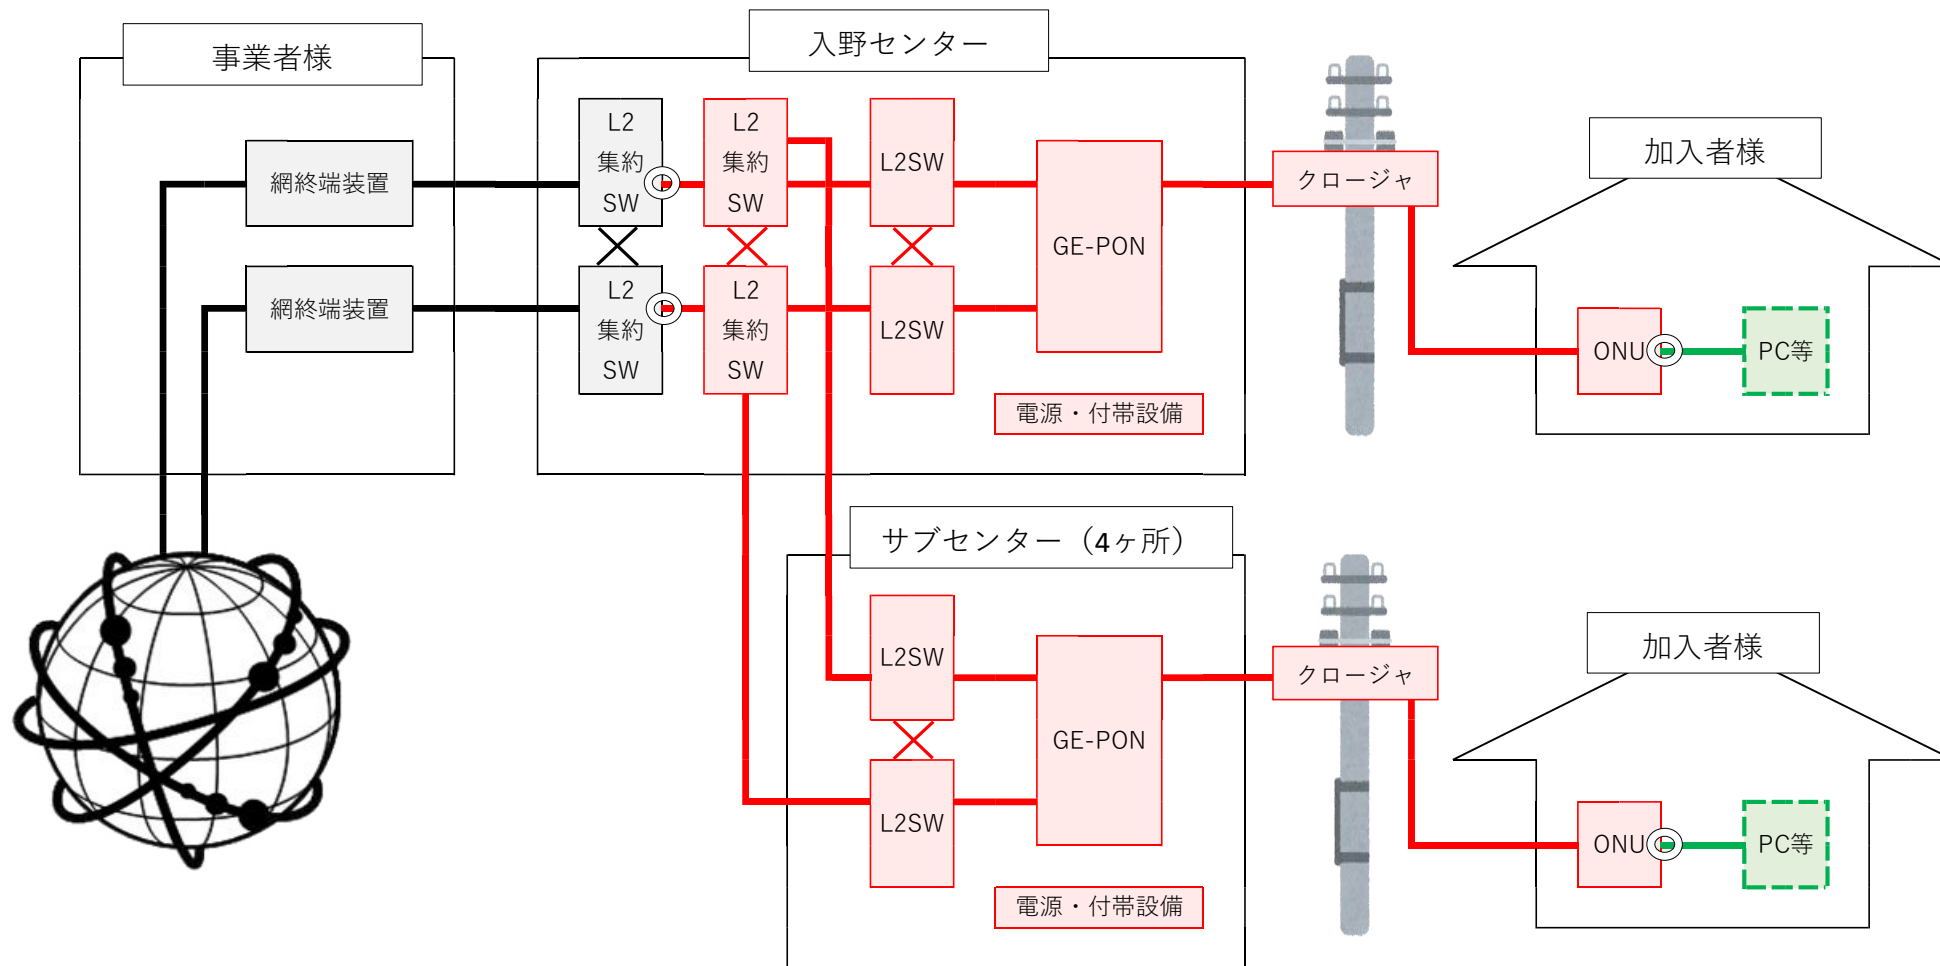 事業者様
入野センター
網終端装置
網終端装置
L2
集約
SW
L2
集約
SW
L2
集約
SW
L2
集約
SW
L2SW
L2SW
GE-PON
電源・付帯設備
クロージャ
加入者様
ONU
PC等
サブセンター（4ヶ所）
L2SW
L2SW
GE-PON
電源・付帯設備
クロージャ
加入者様
ONU
PC等